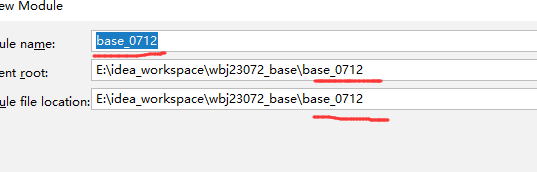 ew Module
ule name: base_0712
ent root: E:\idea_workspace\wbj23072_base\base_0712
ule file location: E:\idea_workspace\wbj23072_base\base_0712